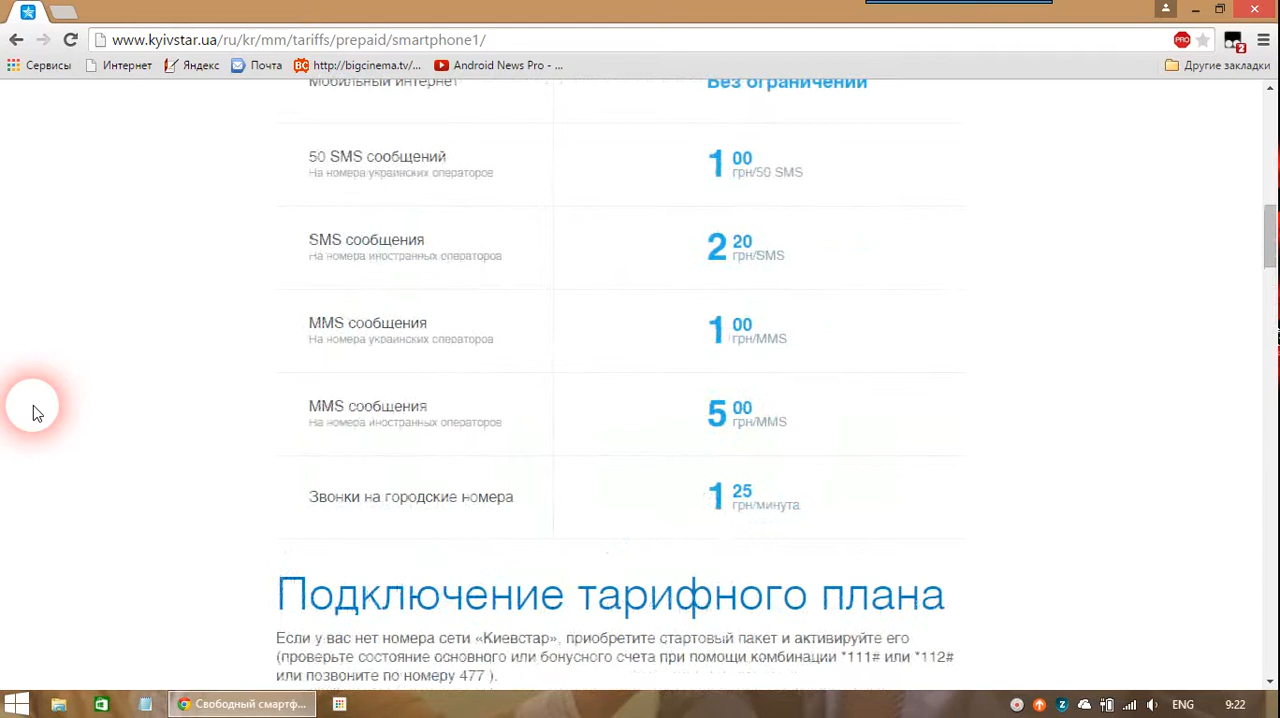 www.kyivstar.ua/ru/kr/mm/tariffs/prepaid/smartphone1/
PRO
2
Сервисы
Интернет
Яндекс
Почта
BC
http://bigcinema.tv/...
Android News Pro - ...
Другие закладки
Мобильный интернет
Без ограничений
50 SMS сообщений
На номера украинских операторов
1 00
грн/50 SMS
SMS сообщения
На номера иностранных операторов
2 20
грн/SMS
MMS сообщения
На номера украинских операторов
1 00
грн/MMS
MMS сообщения
На номера иностранных операторов
5 00
грн/MMS
Звонки на городские номера
1 25
грн/минута
Подключение тарифного плана
Если у вас нет номера сети «Киевстар», приобретите стартовый пакет и активируйте его
(проверьте состояние основного или бонусного счета при помощи комбинации *111# или *112#
или позвоните по номеру 477 ).
Свободный смартф...
ENG
9:22